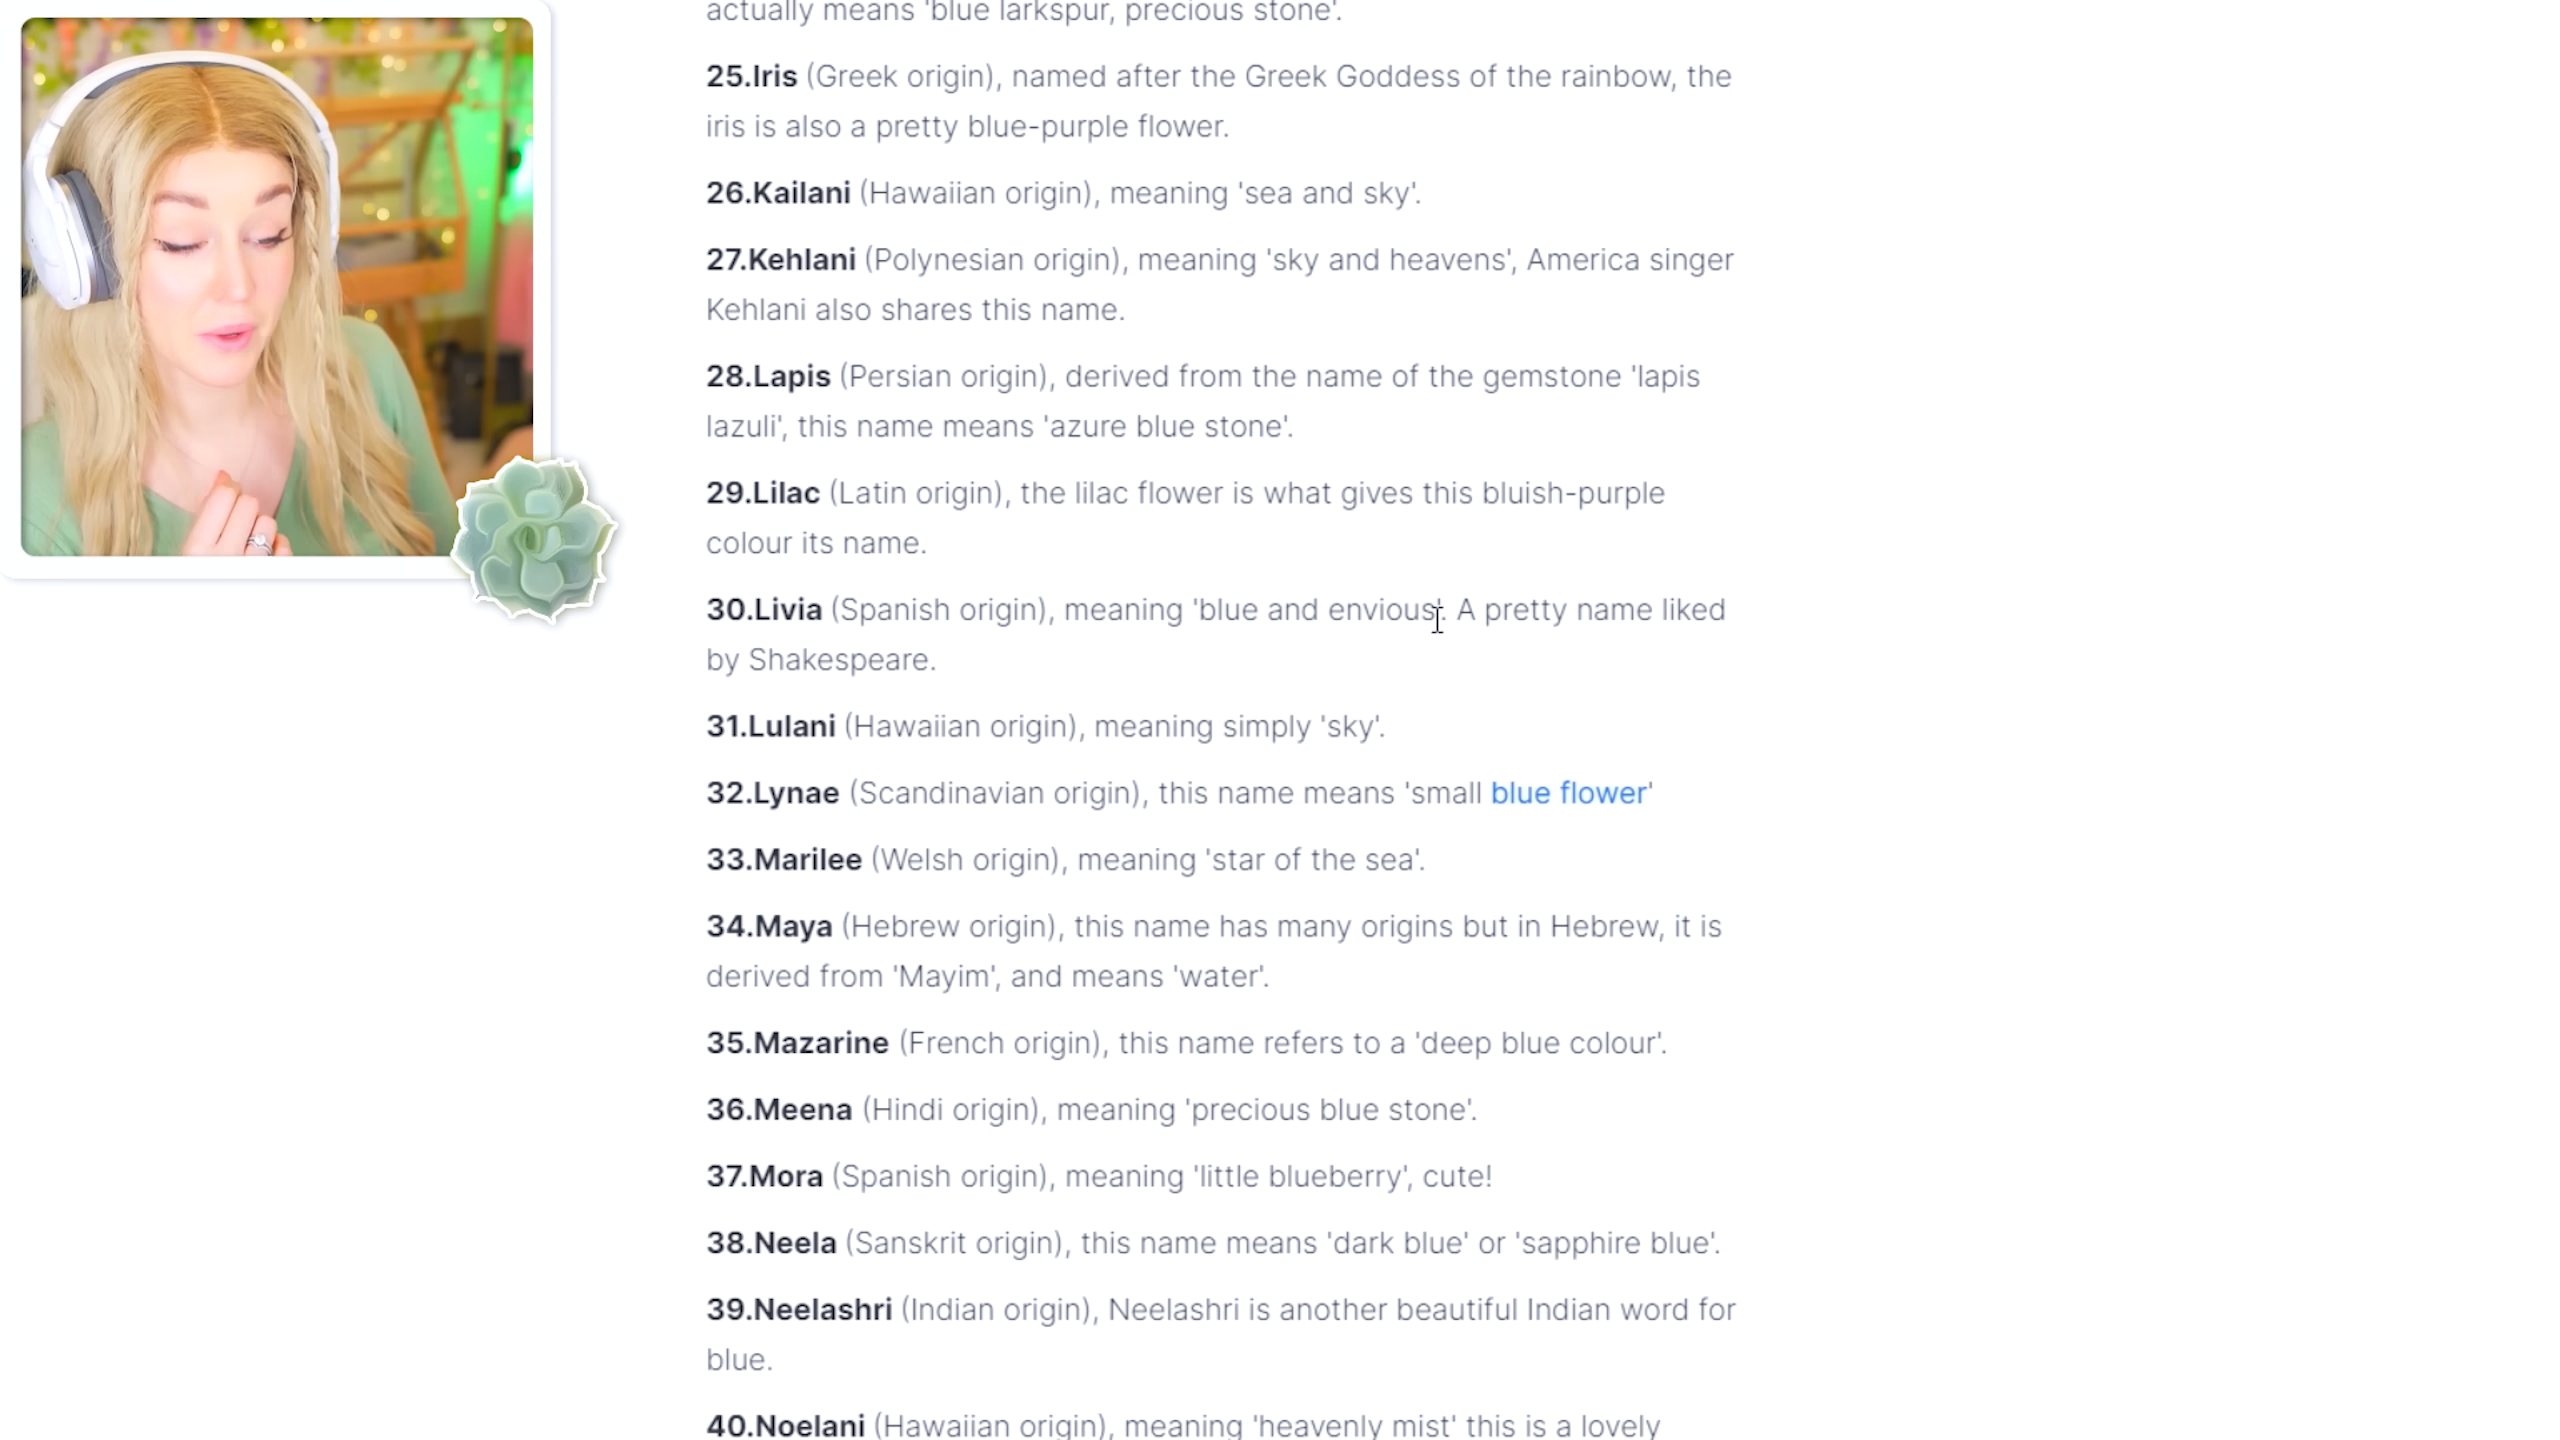 actually means 'blue larkspur, precious stone'.
25.Iris (Greek origin), named after the Greek Goddess of the rainbow, the
iris is also a pretty blue-purple flower.
26.Kailani (Hawaiian origin), meaning 'sea and sky'.
27.Kehlani (Polynesian origin), meaning 'sky and heavens', America singer
Kehlani also shares this name.
28.Lapis (Persian origin), derived from the name of the gemstone 'lapis
lazuli', this name means 'azure blue stone'.
29.Lilac (Latin origin), the lilac flower is what gives this bluish-purple
colour its name.
30.Livia (Spanish origin), meaning 'blue and envious'. A pretty name liked
by Shakespeare.
31.Lulani (Hawaiian origin), meaning simply 'sky'.
32.Lynae (Scandinavian origin), this name means 'small blue flower'
33.Marilee (Welsh origin), meaning 'star of the sea'.
34.Maya (Hebrew origin), this name has many origins but in Hebrew, it is
derived from 'Mayim', and means 'water'.
35.Mazarine (French origin), this name refers to a 'deep blue colour'.
36.Meena (Hindi origin), meaning 'precious blue stone'.
37.Mora (Spanish origin), meaning 'little blueberry', cute!
38.Neela (Sanskrit origin), this name means 'dark blue' or 'sapphire blue'.
39.Neelashri (Indian origin), Neelashri is another beautiful Indian word for
blue.
40.Noelani (Hawaiian origin), meaning 'heavenly mist' this is a lovely